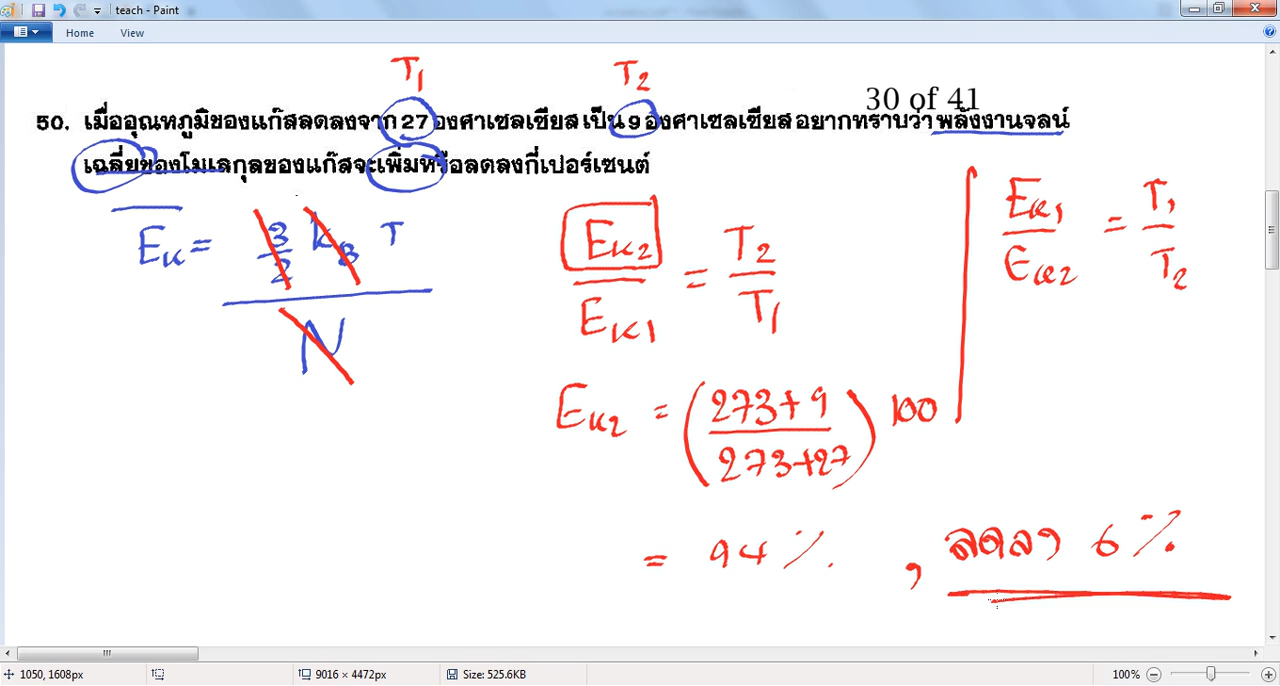 teach - Paint
Home View
T₁ T₂
30 of 41
50. เมื่ออุณหภูมิของแก๊สลดลงจาก 27 องศาเซลเซียส เป็น 9 องศาเซลเซียส อยากทราบว่า พลังงานจลน์
เฉลี่ยของโมเลกุลของแก๊สจะเพิ่มหรือลดลงกี่เปอร์เซนต์
E̅ₖ = 3/2 k_B T / N
E_K2 / E_K1 = T₂ / T₁
E_K1 / E_K2 = T₁ / T₂
E_K2 = (273+9 / 273+27) 100
= 94 % , ลดลง 6 %
1050, 1608px 9016 × 4472px Size: 525.6KB 100%